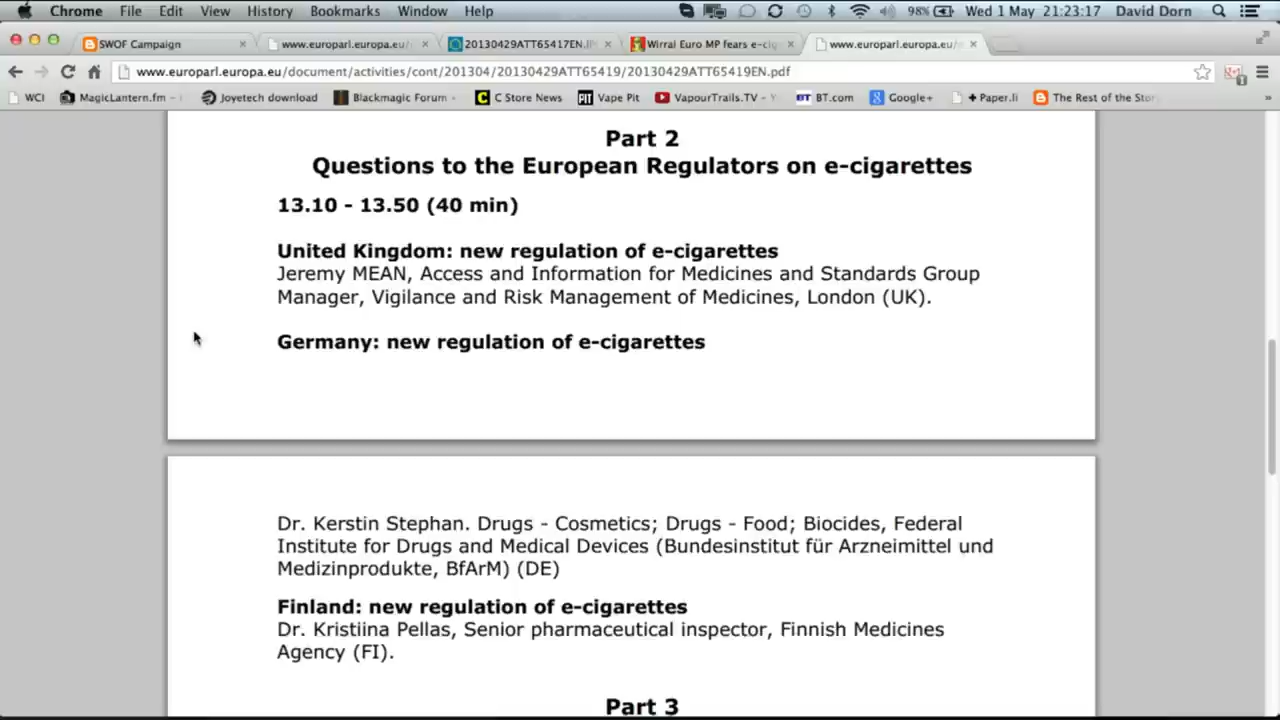 Chrome File Edit View History Bookmarks Window Help 98% Wed 1 May 21:23:17 David Dorn
SWOF Campaign www.europarl.europa.eu/ 20130429ATT65417EN. Wirral Euro MP fears e-cig www.europarl.europa.eu/
www.europarl.europa.eu/document/activities/cont/201304/20130429ATT65419/20130429ATT65419EN.pdf
WCI MagicLantern.fm – Joyetech download Blackmagic Forum · C Store News PIT Vape Pit VapourTrails.TV – Y BT BT.com 8 Google+ + Paper.li The Rest of the Stor »
Part 2
Questions to the European Regulators on e-cigarettes
13.10 - 13.50 (40 min)
United Kingdom: new regulation of e-cigarettes
Jeremy MEAN, Access and Information for Medicines and Standards Group
Manager, Vigilance and Risk Management of Medicines, London (UK).
Germany: new regulation of e-cigarettes
Dr. Kerstin Stephan. Drugs - Cosmetics; Drugs - Food; Biocides, Federal
Institute for Drugs and Medical Devices (Bundesinstitut für Arzneimittel und
Medizinprodukte, BfArM) (DE)
Finland: new regulation of e-cigarettes
Dr. Kristiina Pellas, Senior pharmaceutical inspector, Finnish Medicines
Agency (FI).
Part 3